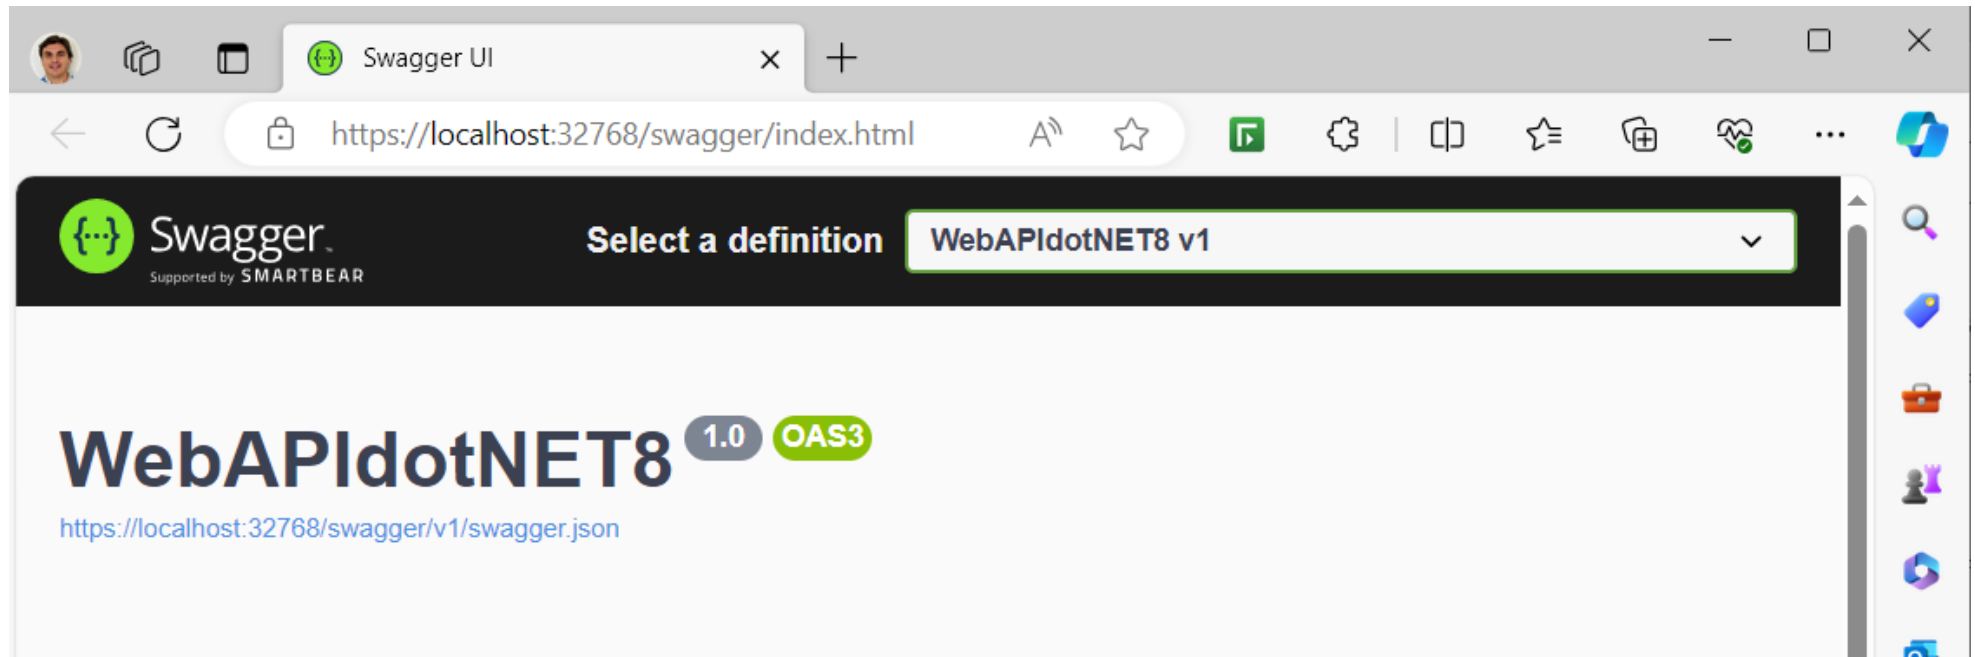 Swagger UI
https://localhost:32768/swagger/index.html
Swagger
Supported by SMARTBEAR
Select a definition
WebAPIdotNET8 v1
WebAPIdotNET8 1.0 OAS3
https://localhost:32768/swagger/v1/swagger.json